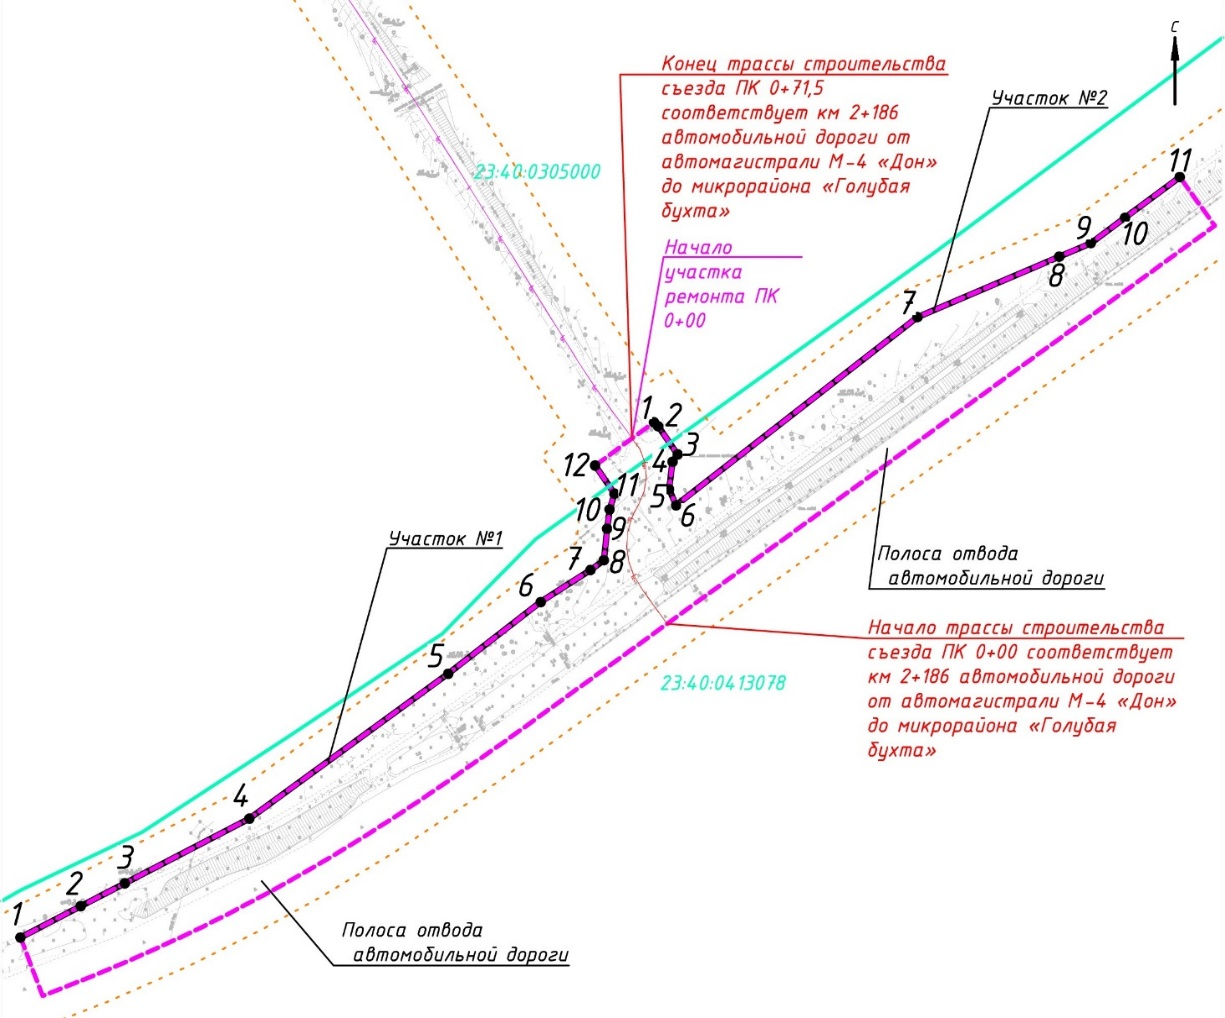 С
Конец трассы строительства
съезда ПК 0+71,5
соответствует км 2+186
автомобильной дороги от
автомагистрали М-4 «Дон»
до микрорайона «Голубая
бухта»
Участок №2
23:40:0305000
11
10
9
8
7
Начало
участка
ремонта ПК
0+00
1
2
3
4
5
6
12
11
10
9
8
7
6
5
4
3
2
1
Участок №1
Полоса отвода
автомобильной дороги
Начало трассы строительства
съезда ПК 0+00 соответствует
км 2+186 автомобильной дороги
от автомагистрали М-4 «Дон»
до микрорайона «Голубая
бухта»
23:40:0413078
Полоса отвода
автомобильной дороги